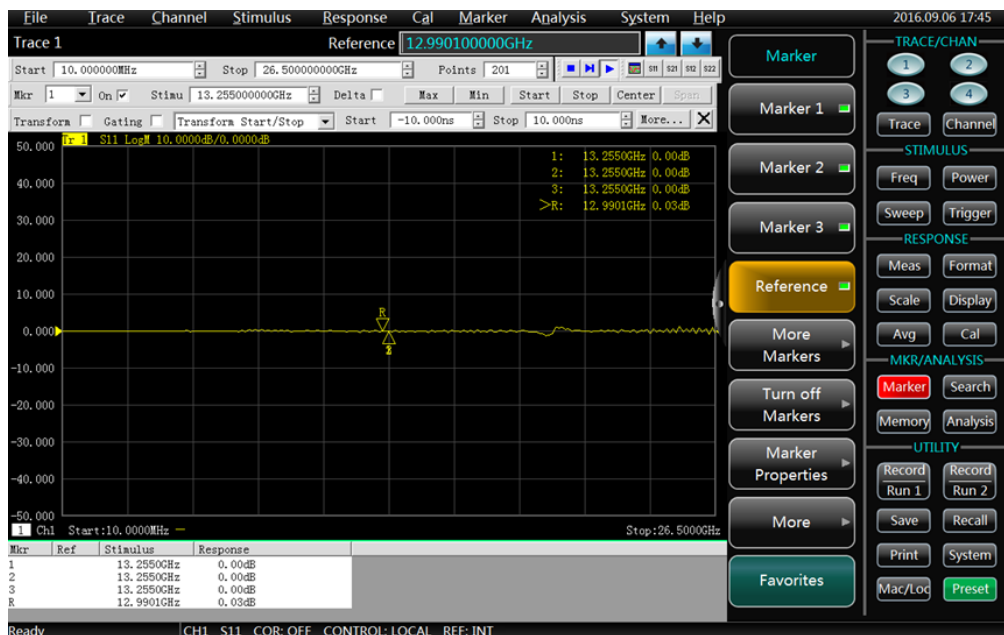 File Trace Channel Stimulus Response Cal Marker Analysis System Help 2016.09.06 17:45
Trace 1 Reference 12.990100000GHz
Start 10.000000MHz Stop 26.500000000GHz Points 201 S11 S21 S12 S22
Mkr 1 On Stimu 13.255000000GHz Delta Max Min Start Stop Center Span
Transform Gating Transform Start/Stop Start -10.000ns Stop 10.000ns More...
Tr 1 S11 LogM 10.0000dB/0.0000dB
50.000
40.000
30.000
20.000
10.000
0.000
-10.000
-20.000
-30.000
-40.000
-50.000
1: 13.2550GHz 0.00dB
2: 13.2550GHz 0.00dB
3: 13.2550GHz 0.00dB
>R: 12.9901GHz 0.03dB
R
1 Ch1 Start:10.0000MHz Stop:26.5000GHz
Mkr Ref Stimulus Response
1 13.2550GHz 0.00dB
2 13.2550GHz 0.00dB
3 13.2550GHz 0.00dB
R 12.9901GHz 0.03dB
Ready CH1 S11 COR: OFF CONTROL: LOCAL REF: INT
Marker
Marker 1
Marker 2
Marker 3
Reference
More
Markers
Turn off
Markers
Marker
Properties
More
Favorites
TRACE/CHAN
1 2
3 4
Trace Channel
STIMULUS
Freq Power
Sweep Trigger
RESPONSE
Meas Format
Scale Display
Avg Cal
MKR/ANALYSIS
Marker Search
Memory Analysis
UTILITY
Record Record
Run 1 Run 2
Save Recall
Print System
Mac/Loc Preset